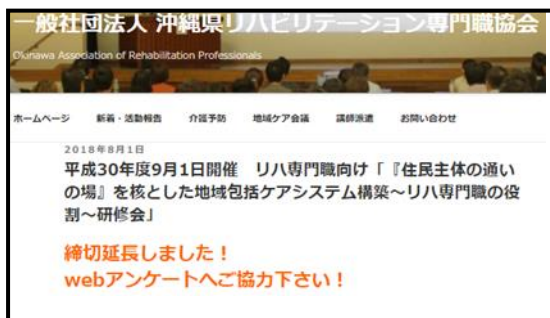 一般社団法人 沖縄県リハビリテーション専門職協会
Okinawa Association of Rehabilitation Professionals
ホームページ 新着・活動報告 介護予防 地域ケア会議 講師派遣 お問い合わせ
2018年8月1日
平成30年度9月1日開催 リハ専門職向け「『住民主体の通い
の場』を核とした地域包括ケアシステム構築～リハ専門職の役
割～研修会」
締切延長しました！
webアンケートへご協力下さい！